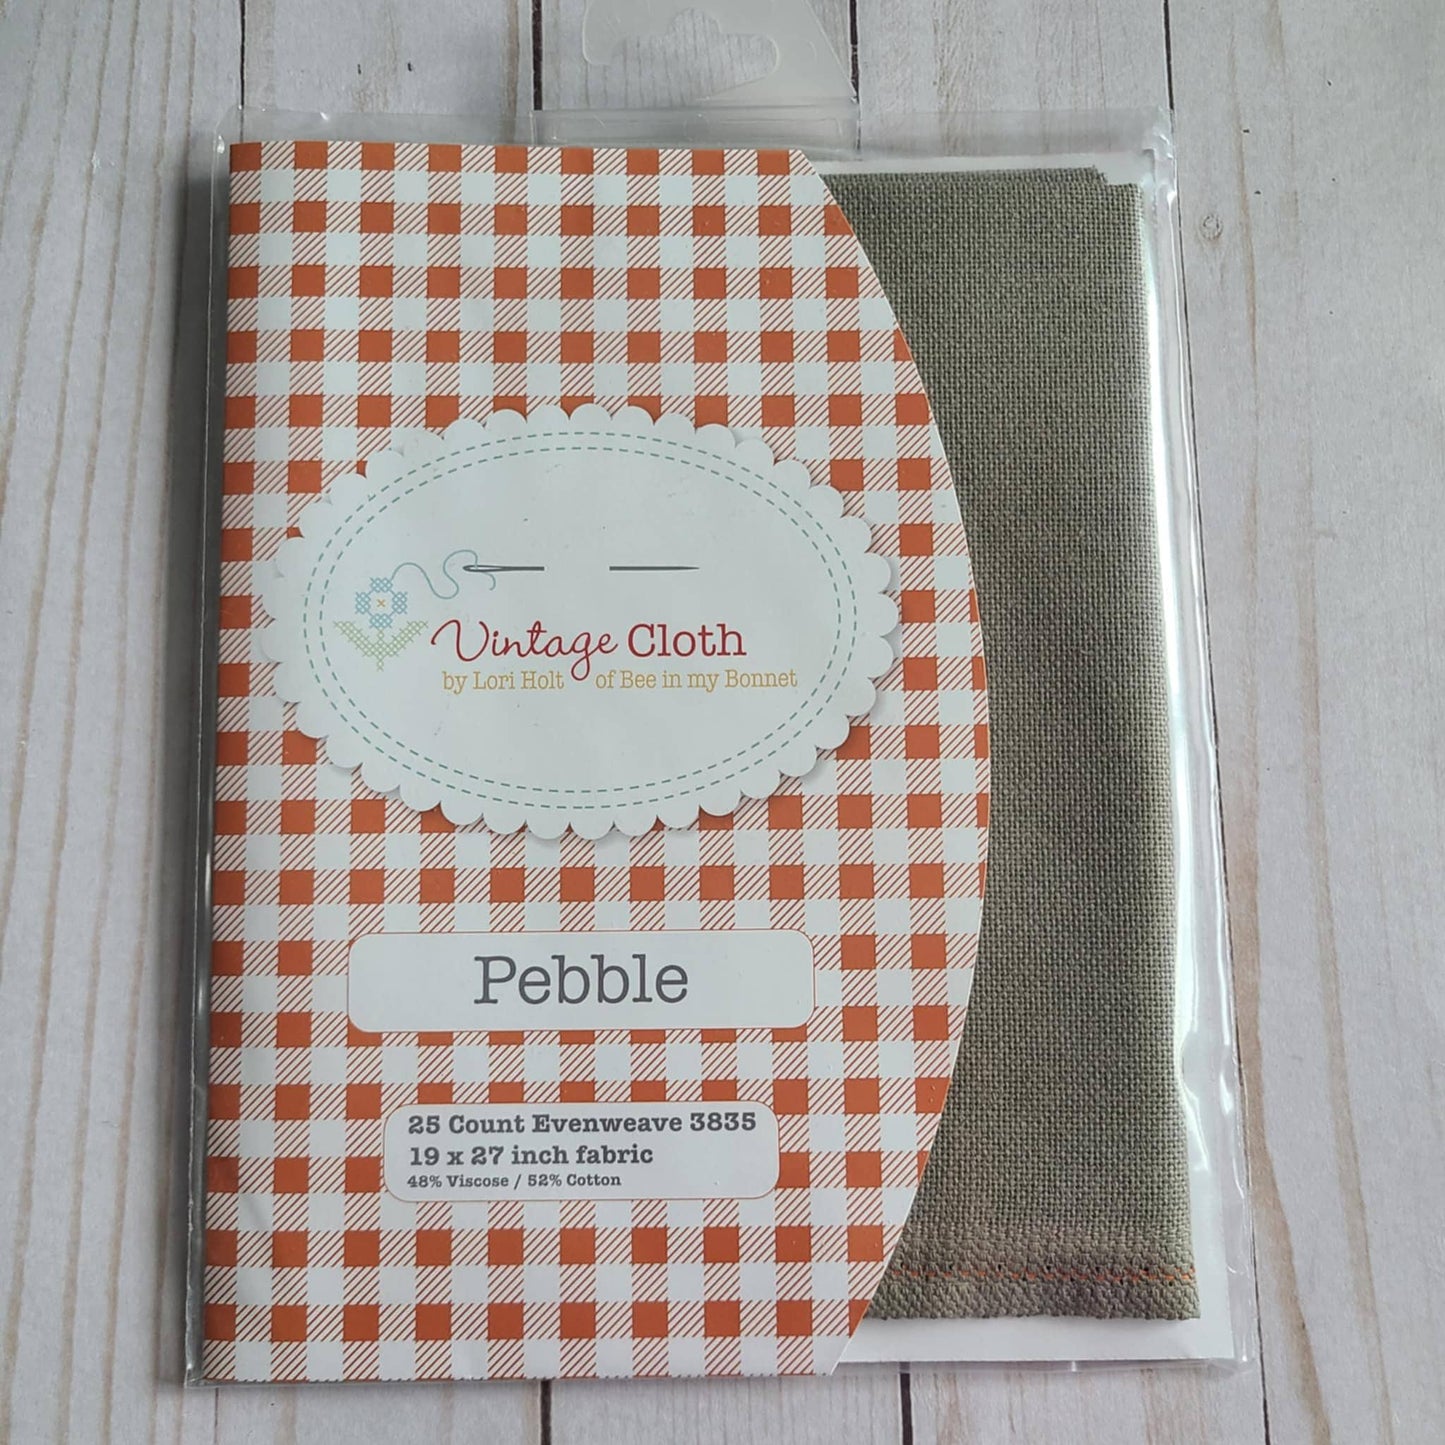 Vintage Cloth
by Lori Holt of Bee in my Bonnet
Pebble
25 Count Evenweave 3835
19 x 27 inch fabric
48% Viscose / 52% Cotton